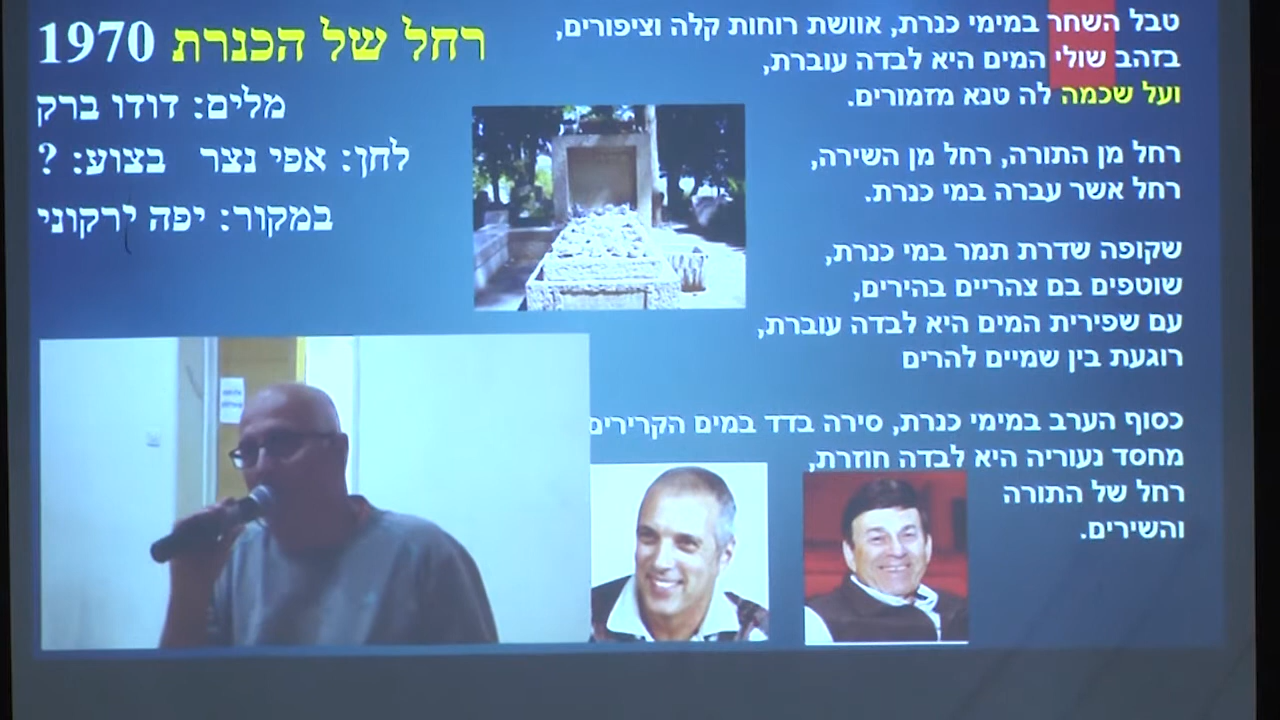 רחל של הכנרת 1970
מלים: דודו ברק
לחן: אפי נצר בצוע: ?
במקור: יפה ירקוני
טבל השחר במימי כנרת, אוושת רוחות קלה וציפורים,
בזהב שולי המים היא לבדה עוברת,
ועל שכמה לה טנא מזמורים.
רחל מן התורה, רחל מן השירה,
רחל אשר עברה במי כנרת.
שקופה שדרת תמר במי כנרת,
שוטפים בם צהריים בהירים,
עם שפירית המים היא לבדה עוברת,
רוגעת בין שמיים להרים
כסוף הערב במימי כנרת, סירה בדד במים הקרירים
מחסד נעוריה היא לבדה חוזרת,
רחל של התורה
והשירים.